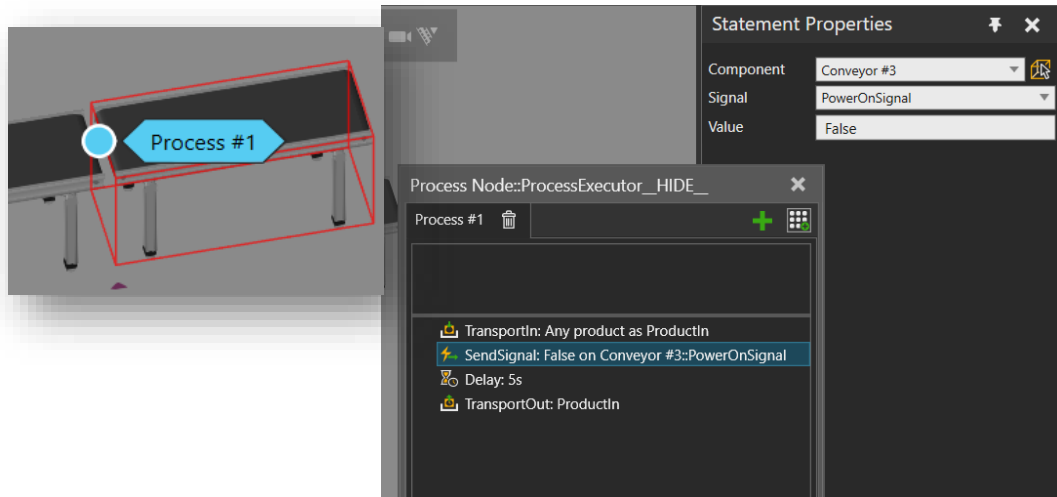 Process #1
Statement Properties
Component
Conveyor #3
Signal
PowerOnSignal
Value
False
Process Node::ProcessExecutor__HIDE__
Process #1
TransportIn: Any product as ProductIn
SendSignal: False on Conveyor #3::PowerOnSignal
Delay: 5s
TransportOut: ProductIn